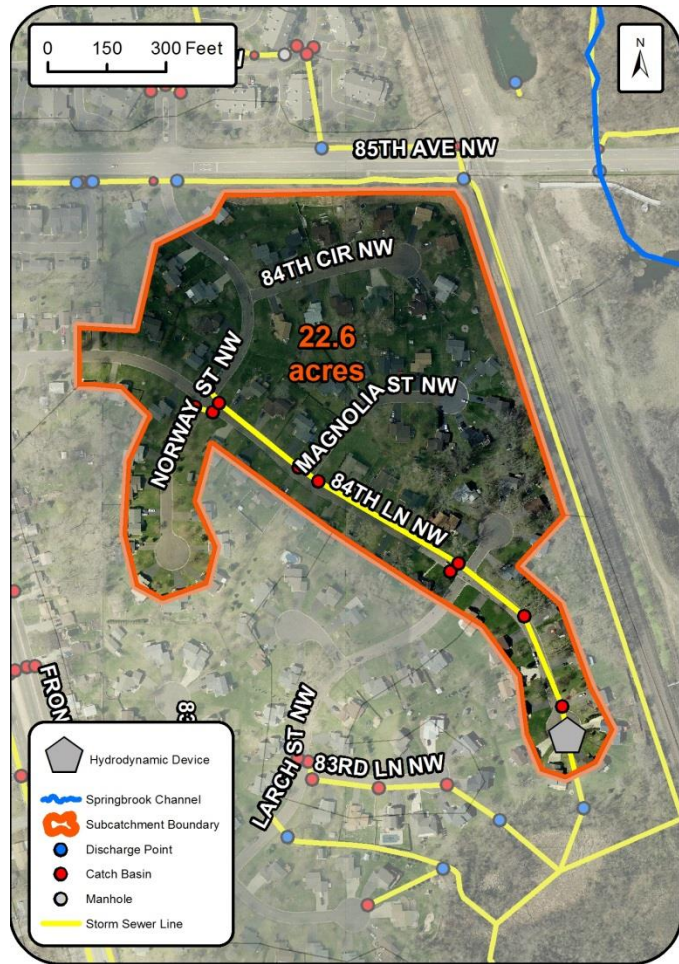 0 150 300 Feet
N
85TH AVE NW
84TH CIR NW
22.6
acres
NORWAY ST NW
MAGNOLIA ST NW
84TH LN NW
LARCH ST NW
83RD LN NW
FRON
Hydrodynamic Device
Springbrook Channel
Subcatchment Boundary
Discharge Point
Catch Basin
Manhole
Storm Sewer Line